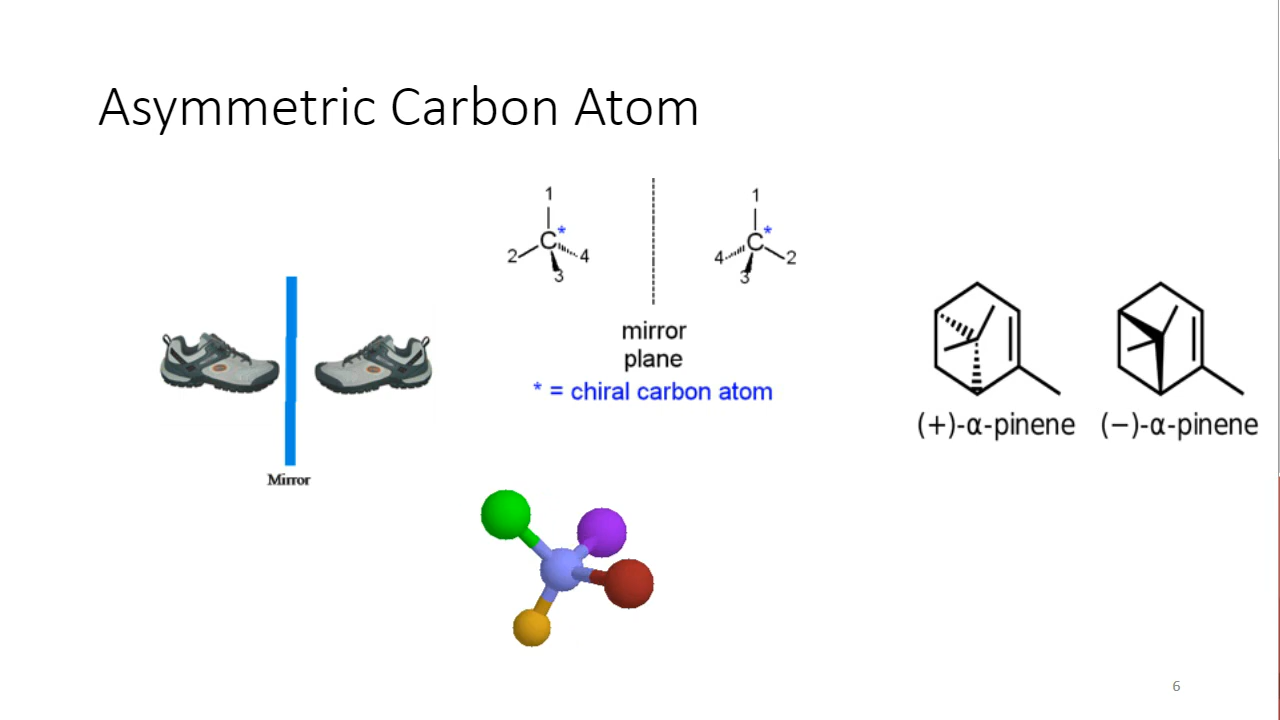 Asymmetric Carbon Atom
Mirror
1
C*
2
4
3
1
C*
4
2
3
mirror
plane
* = chiral carbon atom
(+)-α-pinene
(−)-α-pinene
6